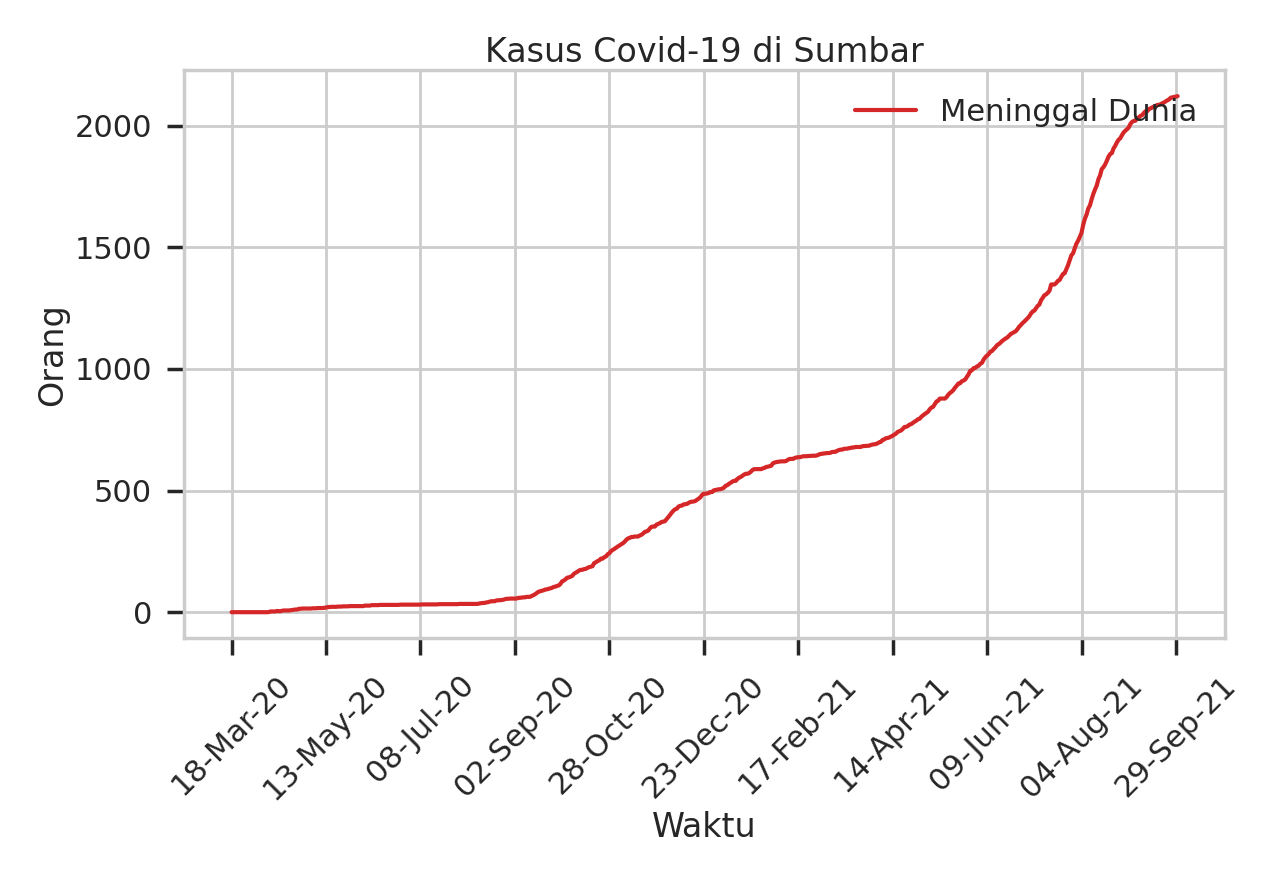 Kasus Covid-19 di Sumbar
Meninggal Dunia
Orang
2000
1500
1000
500
0
18-Mar-20
13-May-20
08-Jul-20
02-Sep-20
28-Oct-20
23-Dec-20
17-Feb-21
14-Apr-21
09-Jun-21
04-Aug-21
29-Sep-21
Waktu